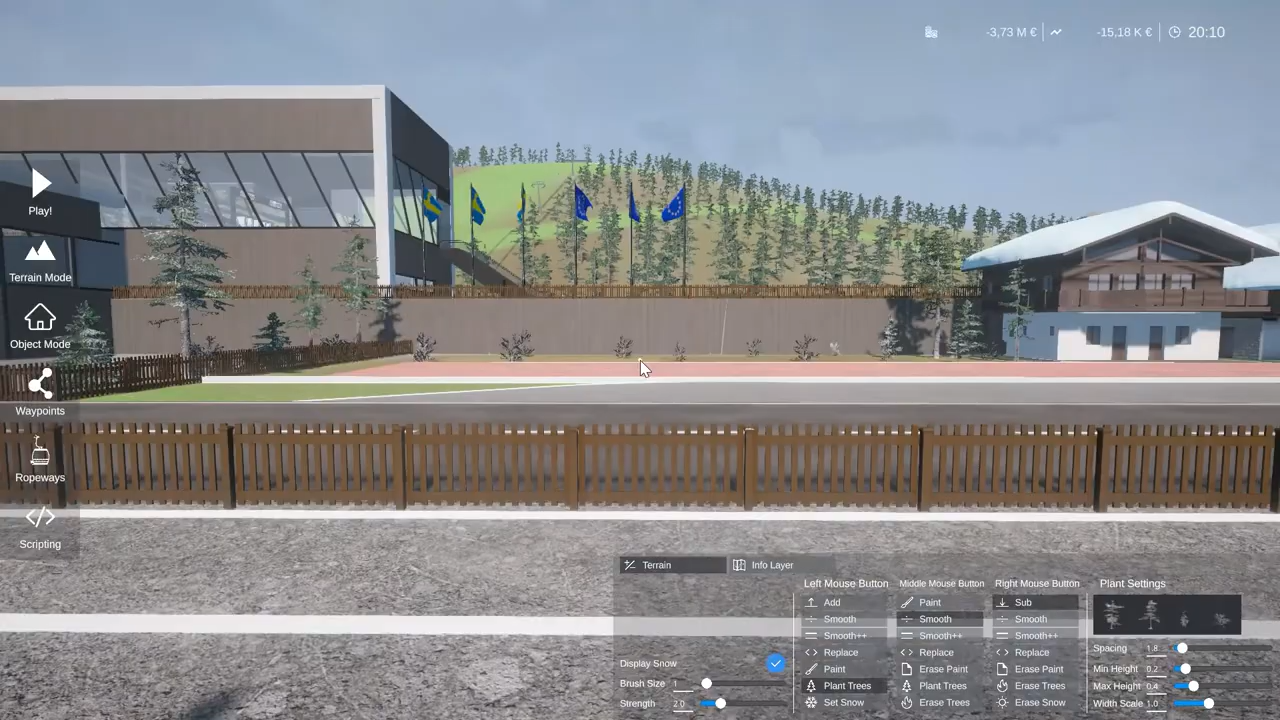 -3,73 M €
-15,18 K €
20:10
Play!
Terrain Mode
Object Mode
Waypoints
Ropeways
Scripting
Terrain
Info Layer
Display Snow
Brush Size 1
Strength 2.0
Left Mouse Button
Add
Smooth
Smooth++
Replace
Paint
Plant Trees
Set Snow
Middle Mouse Button
Paint
Smooth
Smooth++
Replace
Erase Paint
Plant Trees
Erase Trees
Right Mouse Button
Sub
Smooth
Smooth++
Replace
Erase Paint
Erase Trees
Erase Snow
Plant Settings
Spacing 1.8
Min Height 0.2
Max Height 0.4
Width Scale 1.0